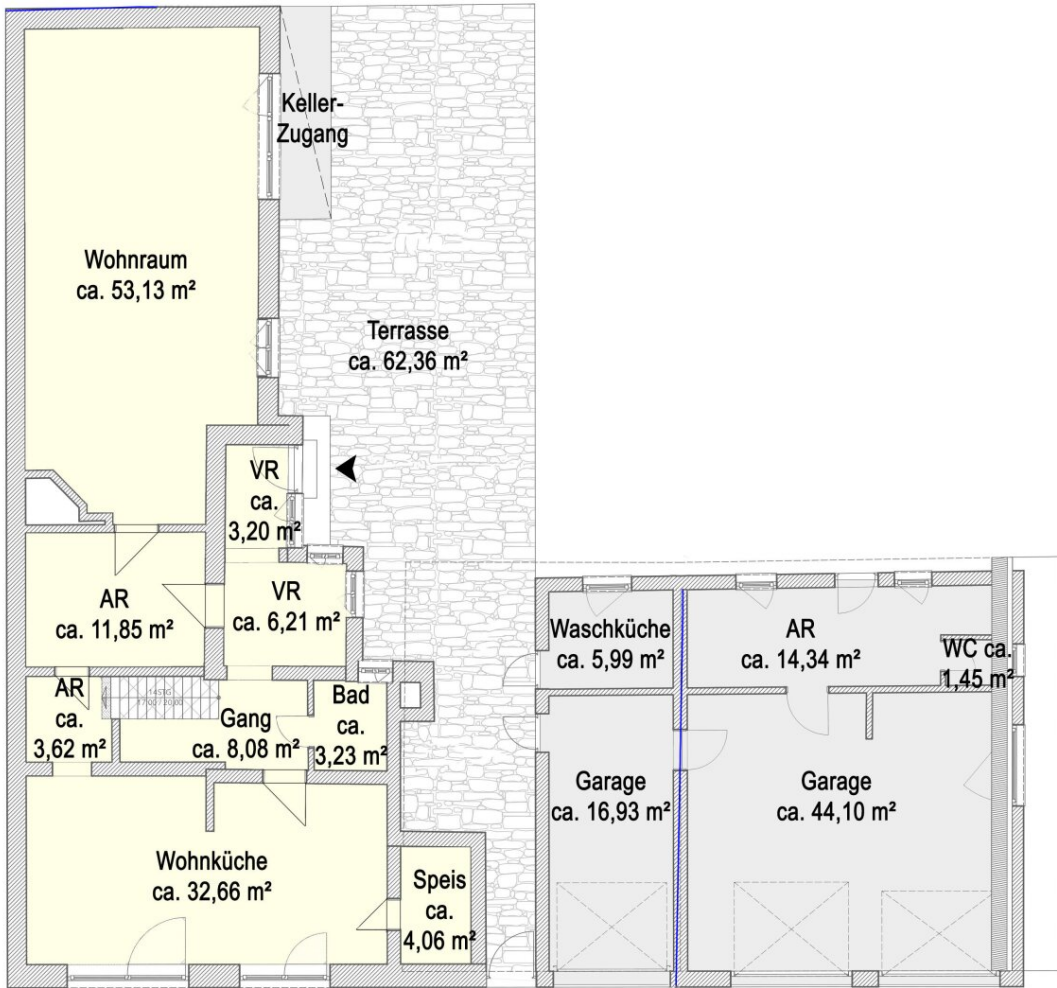 Keller-
Zugang
Wohnraum
ca. 53,13 m²
Terrasse
ca. 62,36 m²
VR
ca.
3,20 m²
AR
ca. 11,85 m²
VR
ca. 6,21 m²
Waschküche
ca. 5,99 m²
AR
ca. 14,34 m²
WC ca.
1,45 m²
AR
ca.
3,62 m²
14STG
Gang
ca. 8,08 m²
Bad
ca.
3,23 m²
Garage
ca. 16,93 m²
Garage
ca. 44,10 m²
Wohnküche
ca. 32,66 m²
Speis
ca.
4,06 m²